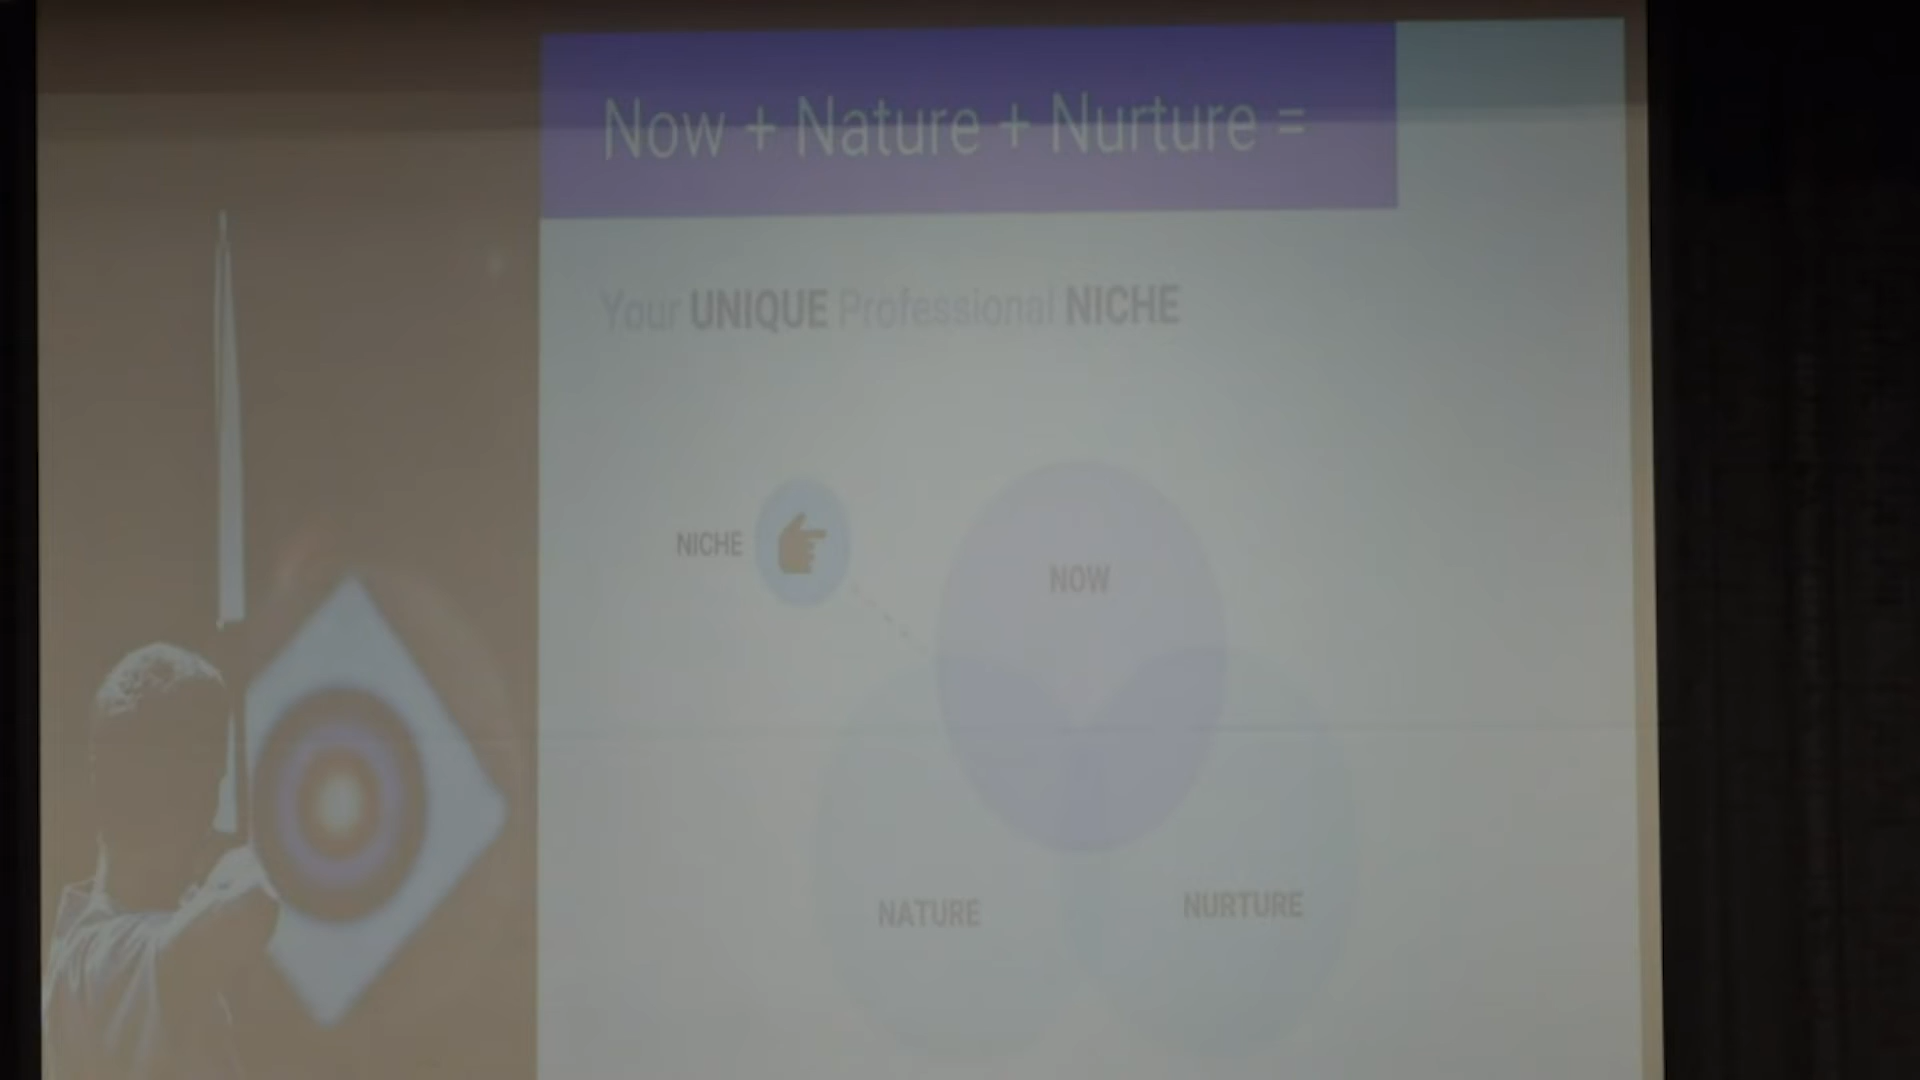 Now + Nature + Nurture =
Your UNIQUE Professional NICHE
NICHE
NOW
NATURE
NURTURE